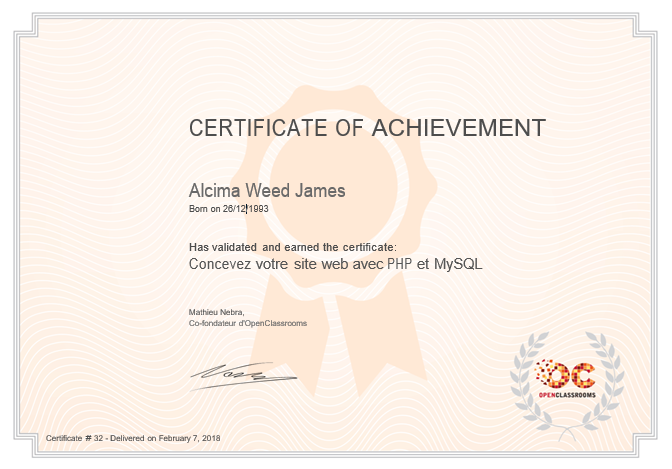 CERTIFICATE OF ACHIEVEMENT
Alcima Weed James
Born on 26/12/1993
Has validated and earned the certificate:
Concevez votre site web avec PHP et MySQL
Mathieu Nebra,
Co-fondateur d'OpenClassrooms
OC
OPENCLASSROOMS
Certificate # 32 - Delivered on February 7, 2018